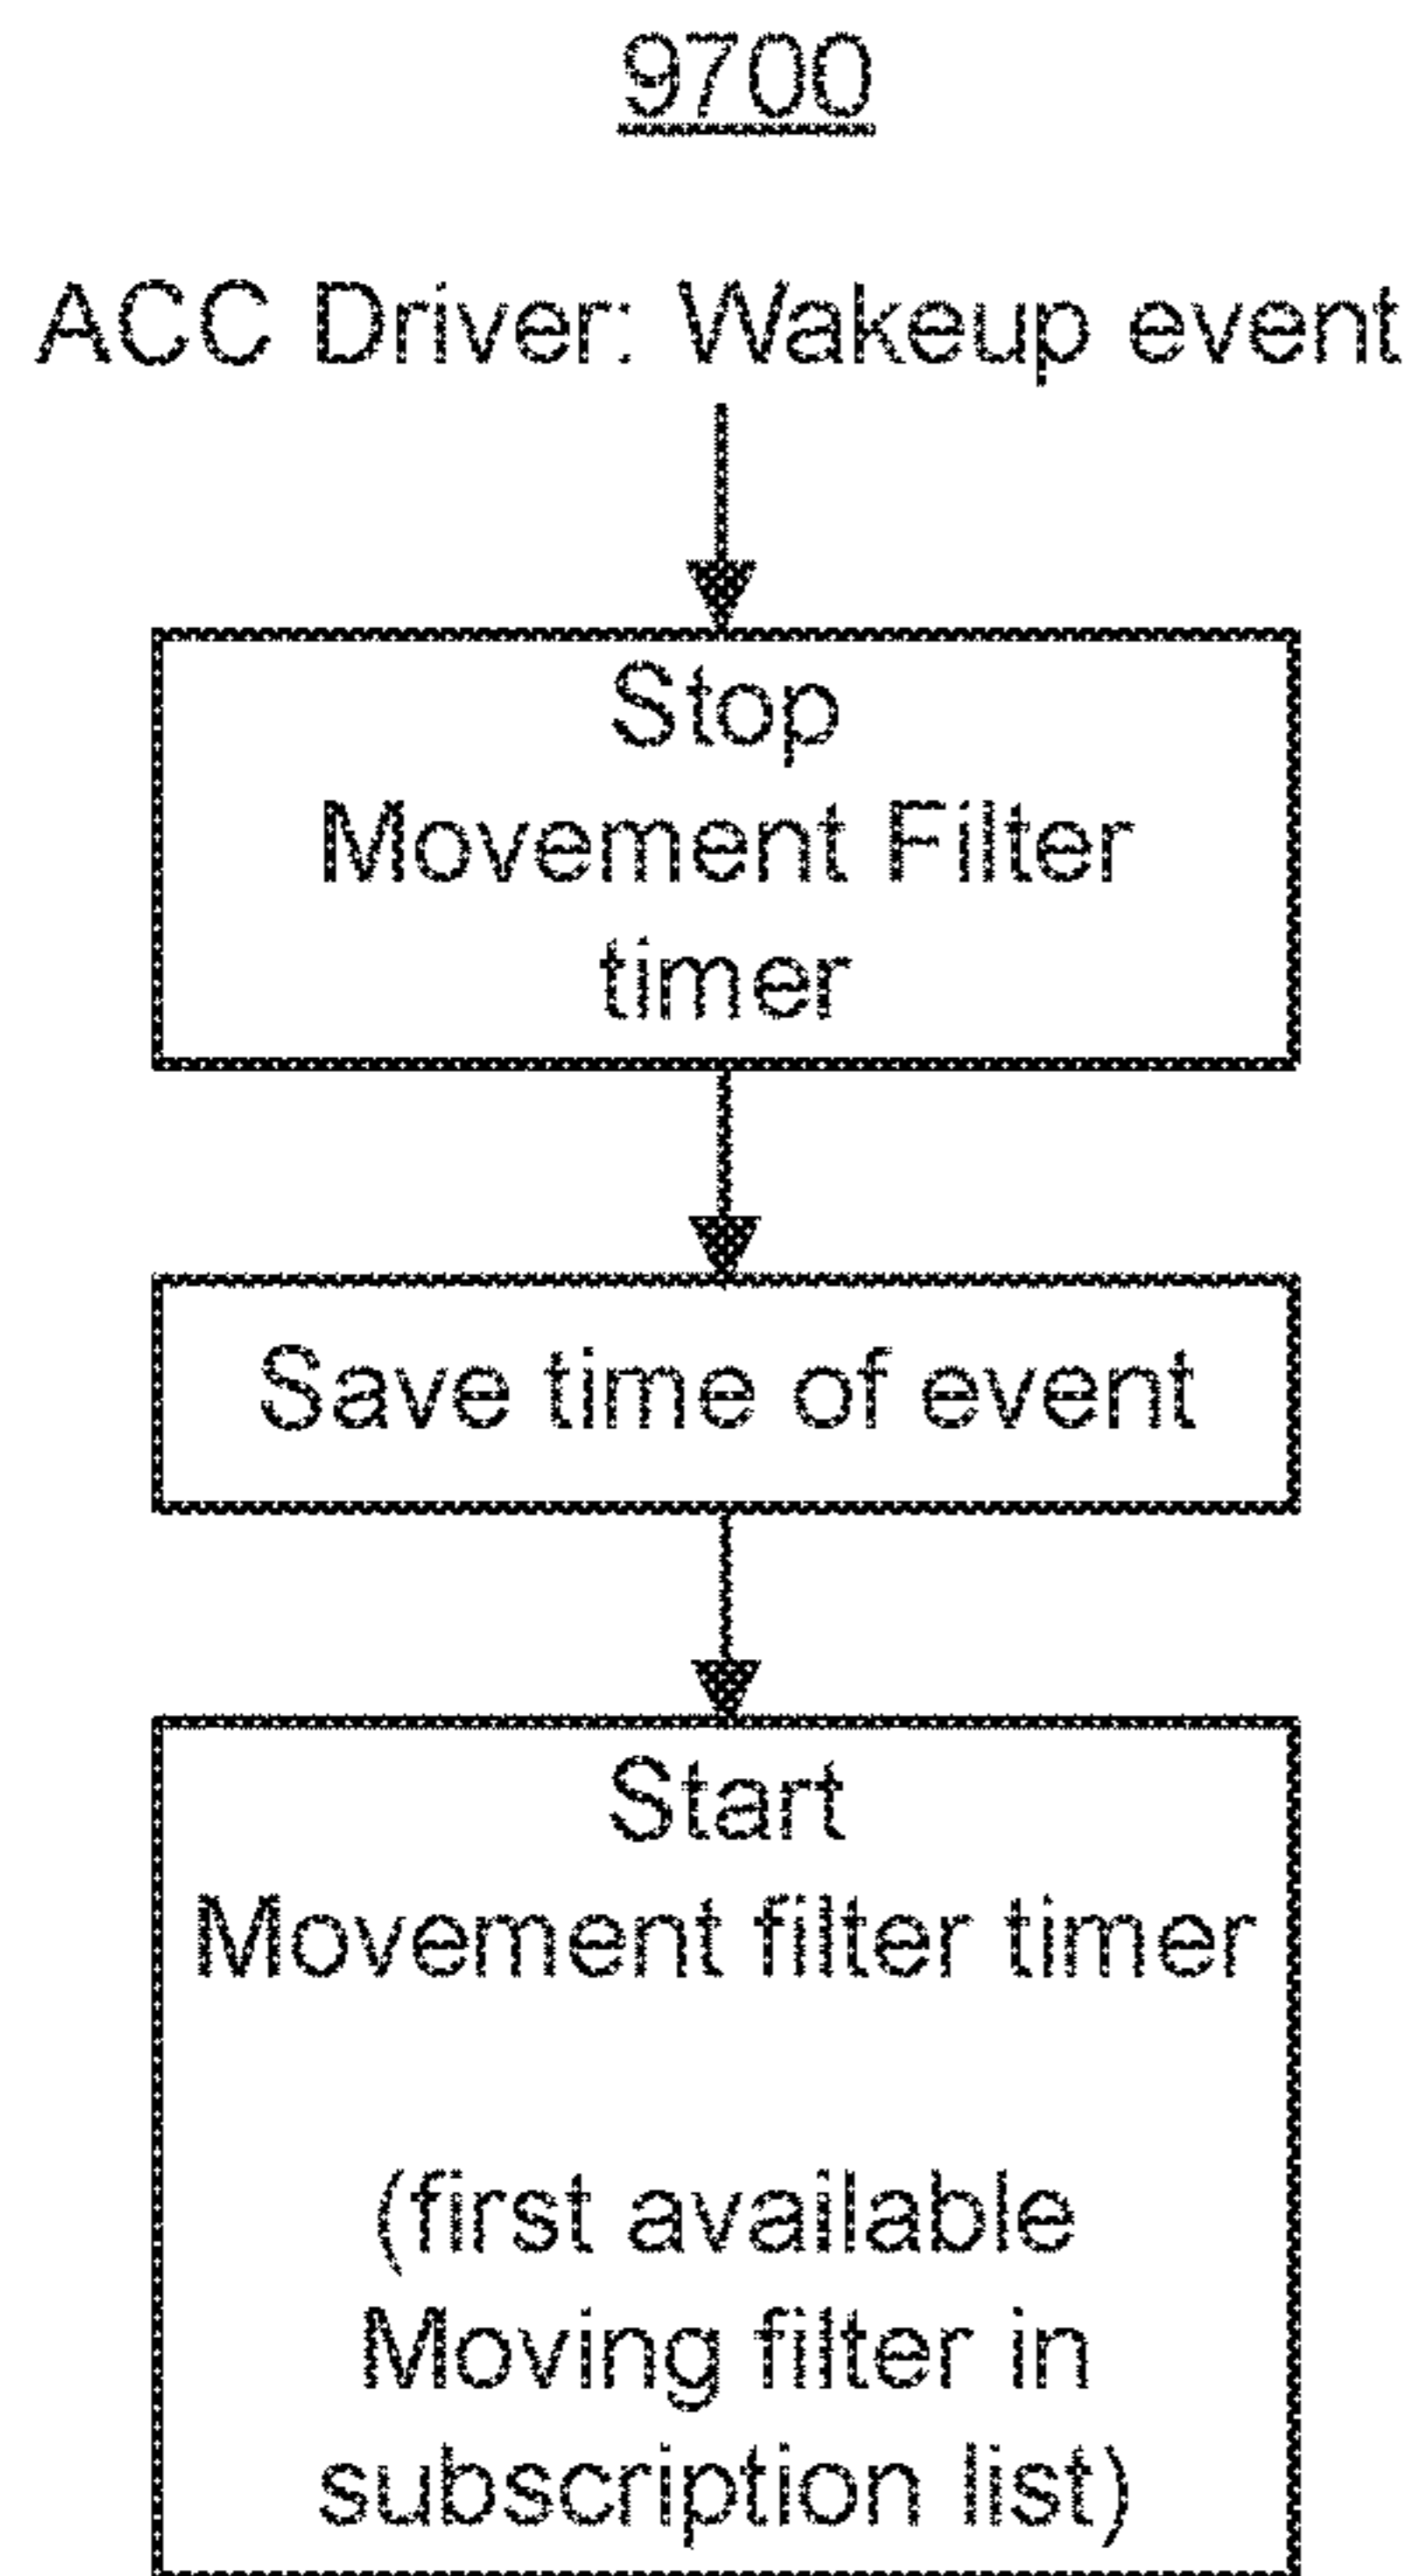 9700
ACC Driver: Wakeup event
Stop
Movement Filter
timer
Save time of event
Start
Movement filter timer
(first available
Moving filter in
subscription list)